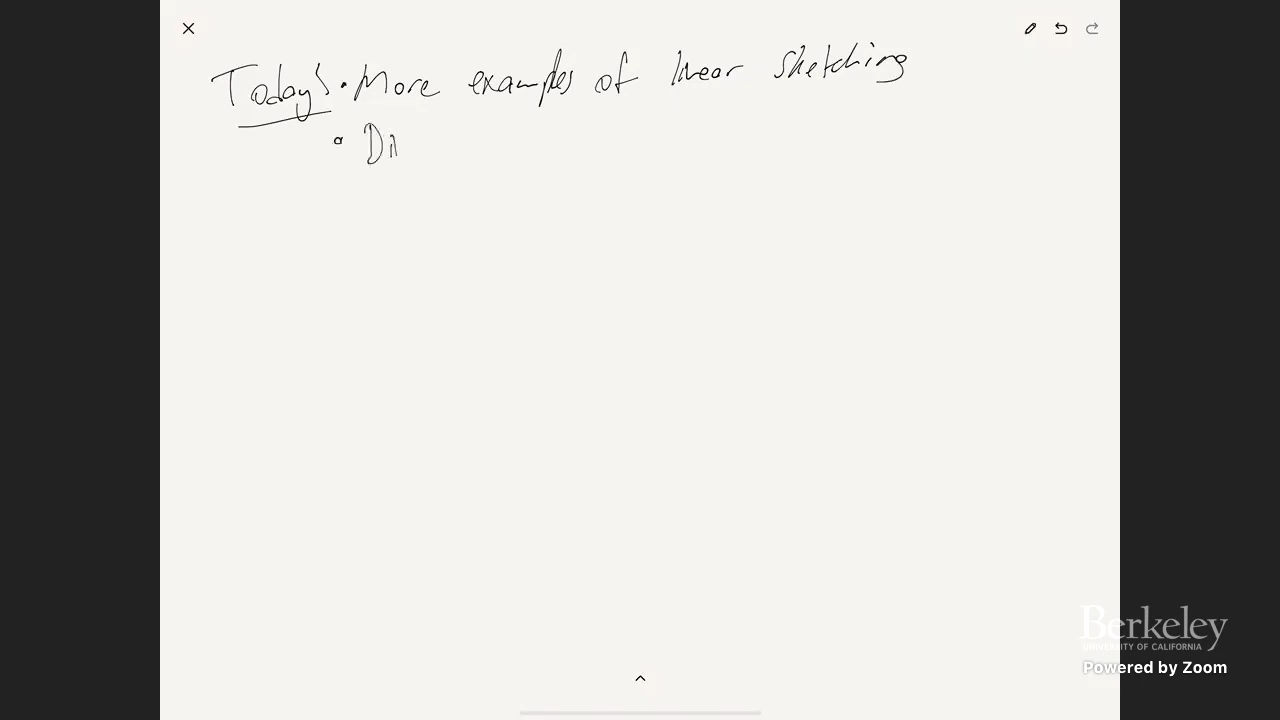 Today: • More examples of linear sketching
• Di
Berkeley
UNIVERSITY OF CALIFORNIA
Powered by Zoom